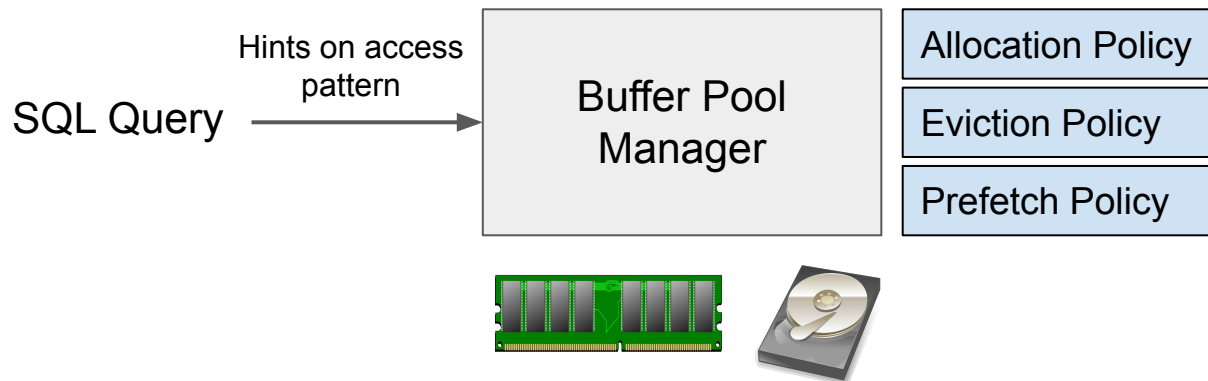 SQL Query
Hints on access
pattern
Buffer Pool
Manager
Allocation Policy
Eviction Policy
Prefetch Policy